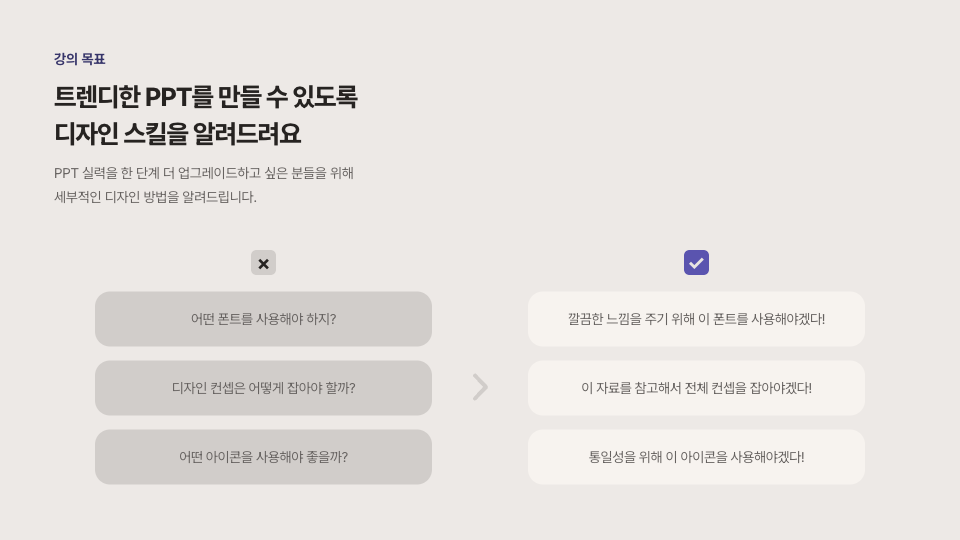 강의 목표
트렌디한 PPT를 만들 수 있도록
디자인 스킬을 알려드려요
PPT 실력을 한 단계 더 업그레이드하고 싶은 분들을 위해
세부적인 디자인 방법을 알려드립니다.
어떤 폰트를 사용해야 하지?
디자인 컨셉은 어떻게 잡아야 할까?
어떤 아이콘을 사용해야 좋을까?
깔끔한 느낌을 주기 위해 이 폰트를 사용해야겠다!
이 자료를 참고해서 전체 컨셉을 잡아야겠다!
통일성을 위해 이 아이콘을 사용해야겠다!